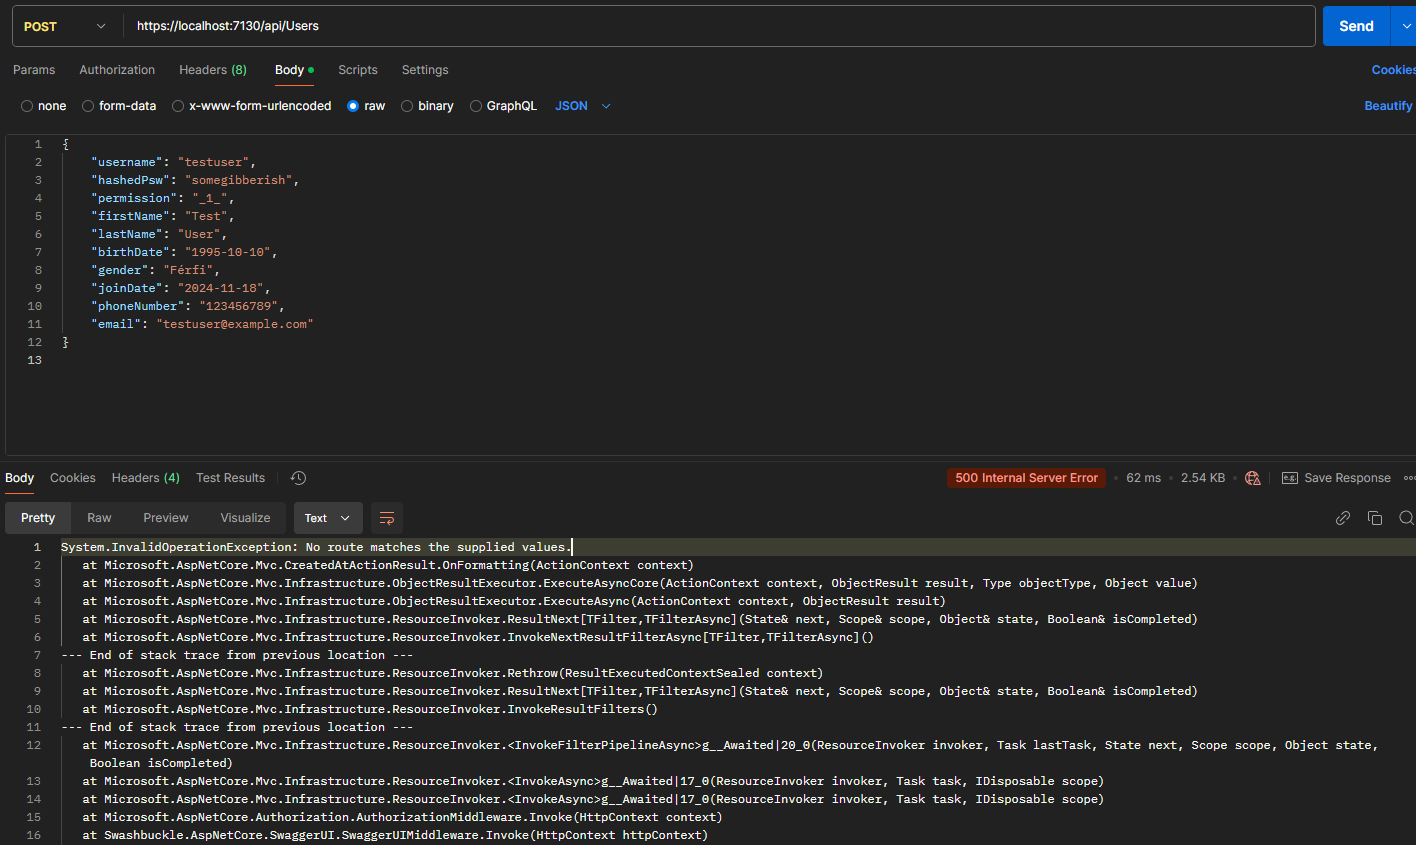 POST https://localhost:7130/api/Users Send
Params Authorization Headers (8) Body Scripts Settings Cookies
none form-data x-www-form-urlencoded raw binary GraphQL JSON Beautify
1 {
2 "username": "testuser",
3 "hashedPsw": "somegibberish",
4 "permission": "_1_",
5 "firstName": "Test",
6 "lastName": "User",
7 "birthDate": "1995-10-10",
8 "gender": "Férfi",
9 "joinDate": "2024-11-18",
10 "phoneNumber": "123456789",
11 "email": "testuser@example.com"
12 }
13
Body Cookies Headers (4) Test Results 500 Internal Server Error • 62 ms • 2.54 KB • e.g. Save Response
Pretty Raw Preview Visualize Text
1 System.InvalidOperationException: No route matches the supplied values.
2 at Microsoft.AspNetCore.Mvc.CreatedAtActionResult.OnFormatting(ActionContext context)
3 at Microsoft.AspNetCore.Mvc.Infrastructure.ObjectResultExecutor.ExecuteAsyncCore(ActionContext context, ObjectResult result, Type objectType, Object value)
4 at Microsoft.AspNetCore.Mvc.Infrastructure.ObjectResultExecutor.ExecuteAsync(ActionContext context, ObjectResult result)
5 at Microsoft.AspNetCore.Mvc.Infrastructure.ResourceInvoker.ResultNext[TFilter,TFilterAsync](State& next, Scope& scope, Object& state, Boolean& isCompleted)
6 at Microsoft.AspNetCore.Mvc.Infrastructure.ResourceInvoker.InvokeNextResultFilterAsync[TFilter,TFilterAsync]()
7 --- End of stack trace from previous location ---
8 at Microsoft.AspNetCore.Mvc.Infrastructure.ResourceInvoker.Rethrow(ResultExecutedContextSealed context)
9 at Microsoft.AspNetCore.Mvc.Infrastructure.ResourceInvoker.ResultNext[TFilter,TFilterAsync](State& next, Scope& scope, Object& state, Boolean& isCompleted)
10 at Microsoft.AspNetCore.Mvc.Infrastructure.ResourceInvoker.InvokeResultFilters()
11 --- End of stack trace from previous location ---
12 at Microsoft.AspNetCore.Mvc.Infrastructure.ResourceInvoker.<InvokeFilterPipelineAsync>g__Awaited|20_0(ResourceInvoker invoker, Task lastTask, State next, Scope scope, Object state,
Boolean isCompleted)
13 at Microsoft.AspNetCore.Mvc.Infrastructure.ResourceInvoker.<InvokeAsync>g__Awaited|17_0(ResourceInvoker invoker, Task task, IDisposable scope)
14 at Microsoft.AspNetCore.Mvc.Infrastructure.ResourceInvoker.<InvokeAsync>g__Awaited|17_0(ResourceInvoker invoker, Task task, IDisposable scope)
15 at Microsoft.AspNetCore.Authorization.AuthorizationMiddleware.Invoke(HttpContext context)
16 at Swashbuckle.AspNetCore.SwaggerUI.SwaggerUIMiddleware.Invoke(HttpContext httpContext)